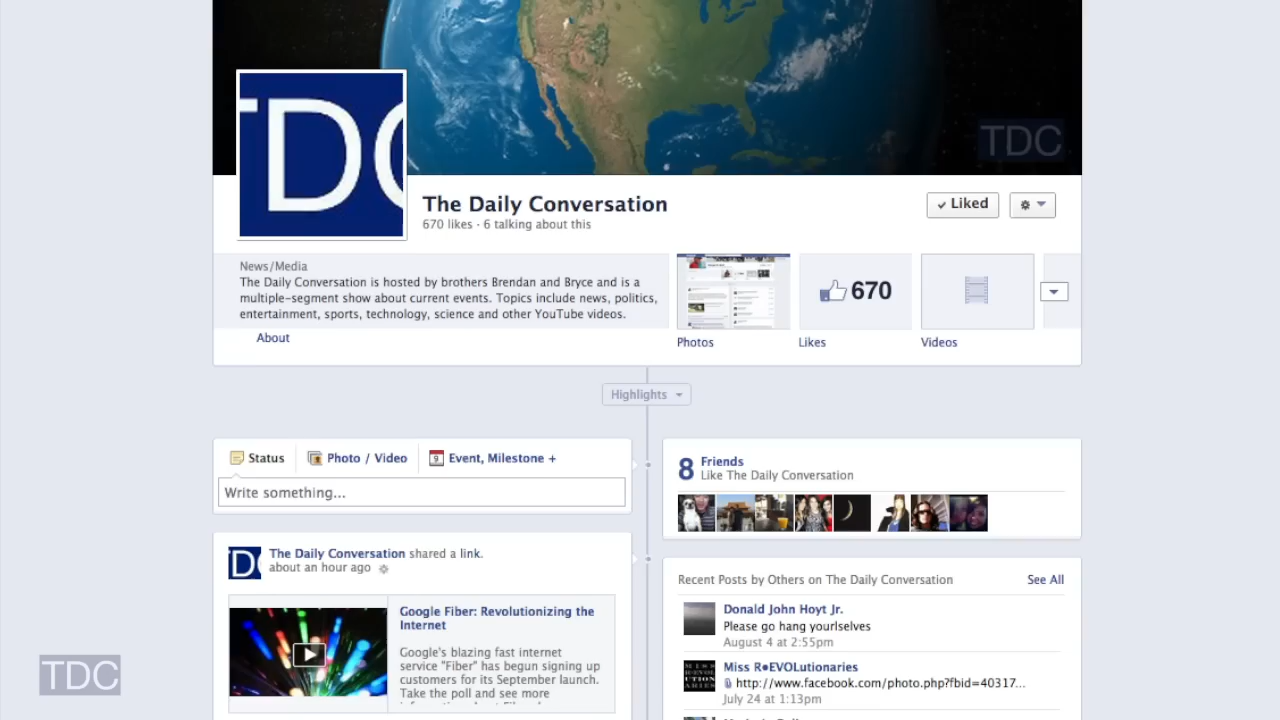 TDC
TDC
The Daily Conversation
670 likes · 6 talking about this
✓ Liked
News/Media
The Daily Conversation is hosted by brothers Brendan and Bryce and is a
multiple-segment show about current events. Topics include news, politics,
entertainment, sports, technology, science and other YouTube videos.
About
670
Photos
Likes
Videos
Highlights
Status
Photo / Video
9
Event, Milestone +
Write something...
8 Friends
Like The Daily Conversation
The Daily Conversation shared a link.
about an hour ago
Google Fiber: Revolutionizing the
Internet
Google's blazing fast internet
service "Fiber" has begun signing up
customers for its September launch.
Take the poll and see more
Recent Posts by Others on The Daily Conversation
See All
Donald John Hoyt Jr.
Please go hang yourlselves
August 4 at 2:55pm
MISS
R●EVOL
UTION
ARIES
Miss R●EVOLutionaries
http://www.facebook.com/photo.php?fbid=40317...
July 24 at 1:13pm
TDC